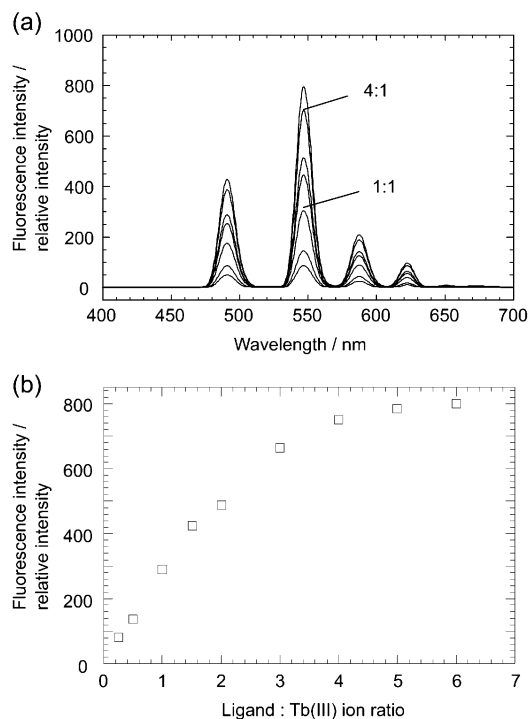 (a)
Fluorescence intensity /
relative intensity
1000
800
600
400
200
0
4:1
1:1
400 450 500 550 600 650 700
Wavelength / nm
(b)
Fluorescence intensity /
relative intensity
800
600
400
200
0
0 1 2 3 4 5 6 7
Ligand : Tb(III) ion ratio